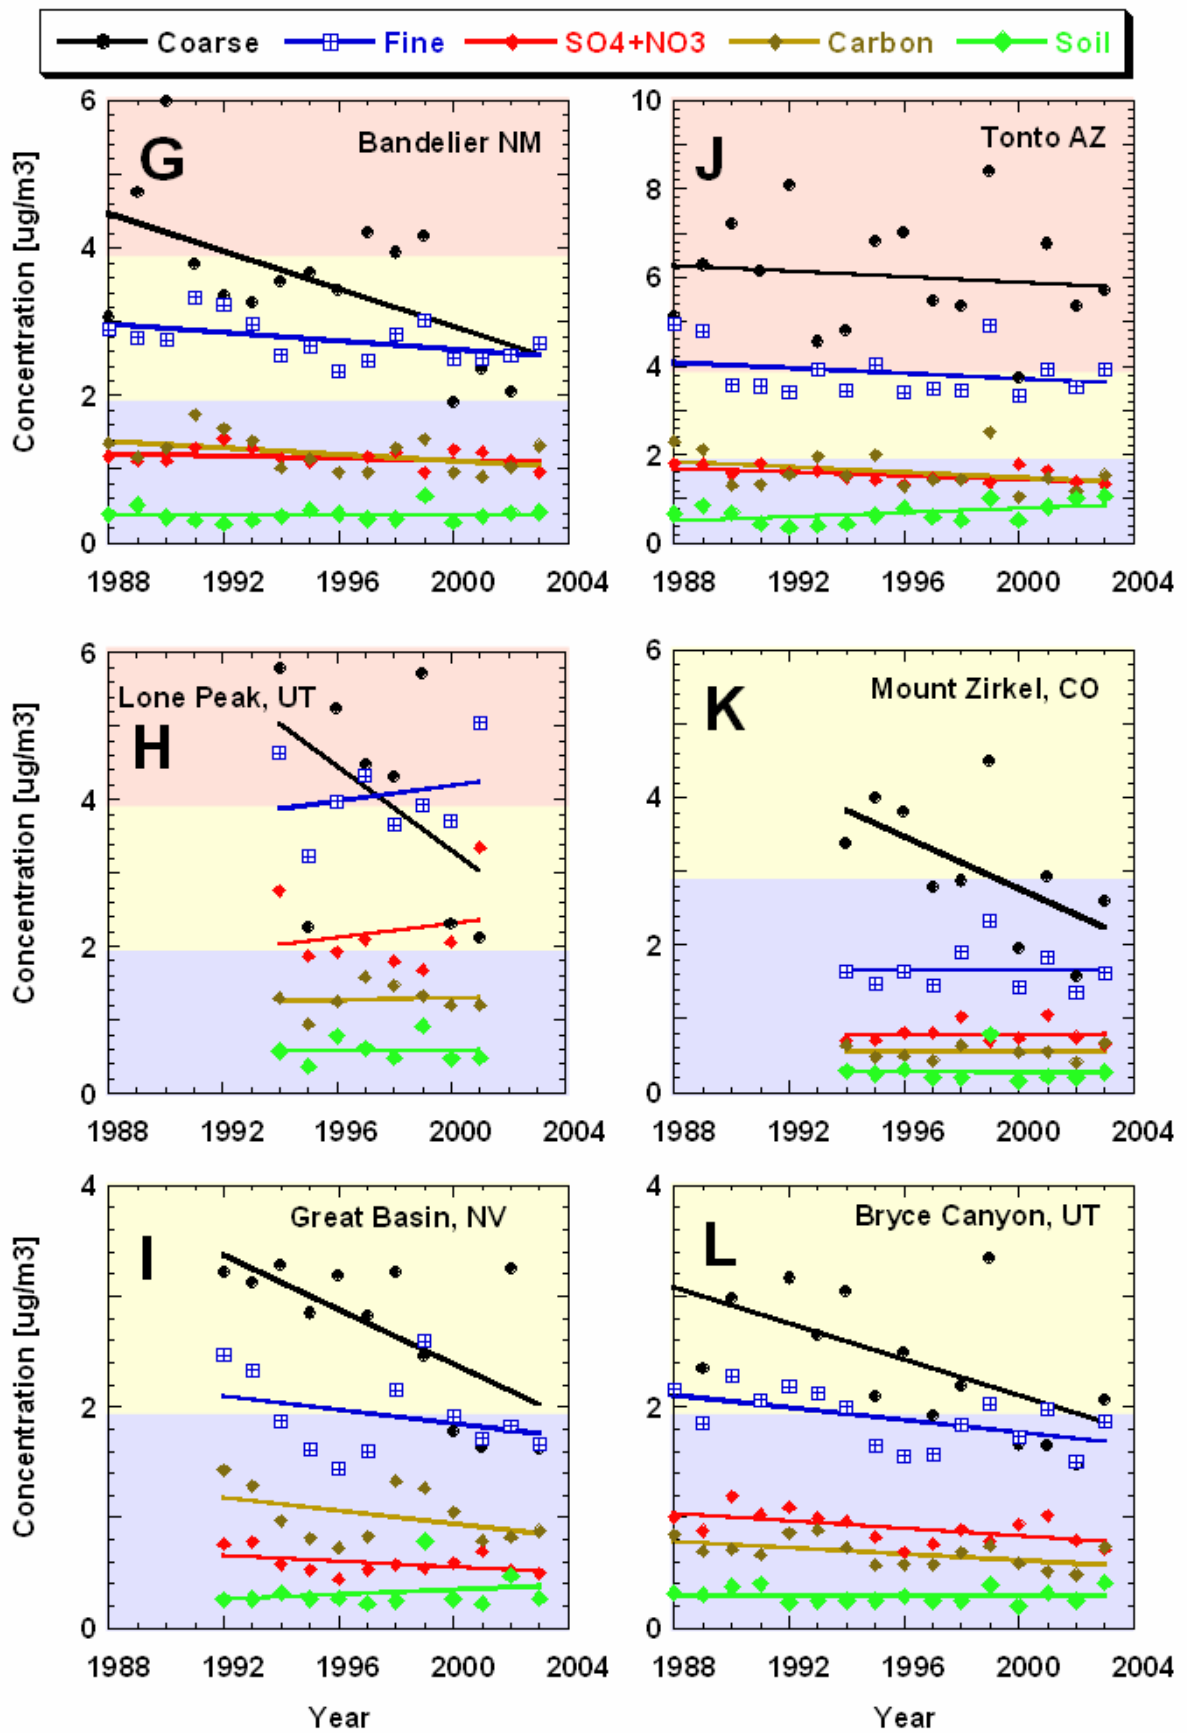 Coarse Fine SO4+NO3 Carbon Soil
G Bandelier NM
Concentration [ug/m3]
6
4
2
0
1988 1992 1996 2000 2004
J Tonto AZ
10
8
6
4
2
0
1988 1992 1996 2000 2004
Lone Peak, UT
H
Concentration [ug/m3]
6
4
2
0
1988 1992 1996 2000 2004
K Mount Zirkel, CO
6
4
2
0
1988 1992 1996 2000 2004
I Great Basin, NV
Concentration [ug/m3]
4
2
0
1988 1992 1996 2000 2004
Year
L Bryce Canyon, UT
4
2
0
1988 1992 1996 2000 2004
Year